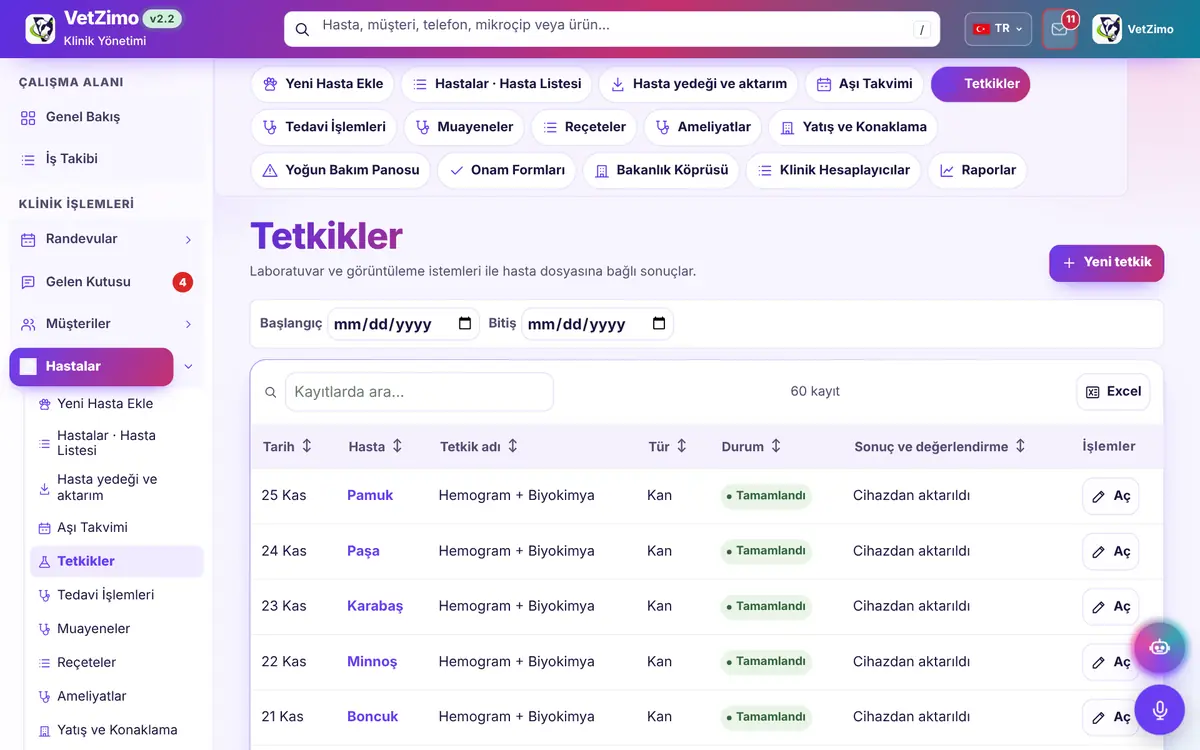 VetZimo v2.2
Klinik Yönetimi
Hasta, müşteri, telefon, mikroçip veya ürün...
/
TR
11
VetZimo
ÇALIŞMA ALANI
Genel Bakış
İş Takibi
KLİNİK İŞLEMLERİ
Randevular
Gelen Kutusu
4
Müşteriler
Hastalar
Yeni Hasta Ekle
Hastalar · Hasta
Listesi
Hasta yedeği ve
aktarım
Aşı Takvimi
Tetkikler
Tedavi İşlemleri
Muayeneler
Reçeteler
Ameliyatlar
Yatış ve Konaklama
Yeni Hasta Ekle
Hastalar · Hasta Listesi
Hasta yedeği ve aktarım
Aşı Takvimi
Tetkikler
Tedavi İşlemleri
Muayeneler
Reçeteler
Ameliyatlar
Yatış ve Konaklama
Yoğun Bakım Panosu
Onam Formları
Bakanlık Köprüsü
Klinik Hesaplayıcılar
Raporlar
Tetkikler
Laboratuvar ve görüntüleme istemleri ile hasta dosyasına bağlı sonuçlar.
+ Yeni tetkik
Başlangıç mm/dd/yyyy Bitiş mm/dd/yyyy
Kayıtlarda ara...
60 kayıt
Excel
Tarih Hasta Tetkik adı Tür Durum Sonuç ve değerlendirme İşlemler
25 Kas Pamuk Hemogram + Biyokimya Kan Tamamlandı Cihazdan aktarıldı Aç
24 Kas Paşa Hemogram + Biyokimya Kan Tamamlandı Cihazdan aktarıldı Aç
23 Kas Karabaş Hemogram + Biyokimya Kan Tamamlandı Cihazdan aktarıldı Aç
22 Kas Minnoş Hemogram + Biyokimya Kan Tamamlandı Cihazdan aktarıldı Aç
21 Kas Boncuk Hemogram + Biyokimya Kan Tamamlandı Cihazdan aktarıldı Aç